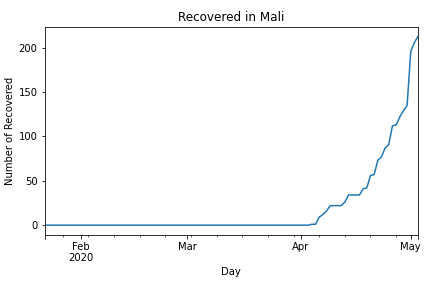 Recovered in Mali
Number of Recovered
200
150
100
50
0
Feb
2020
Mar
Apr
May
Day